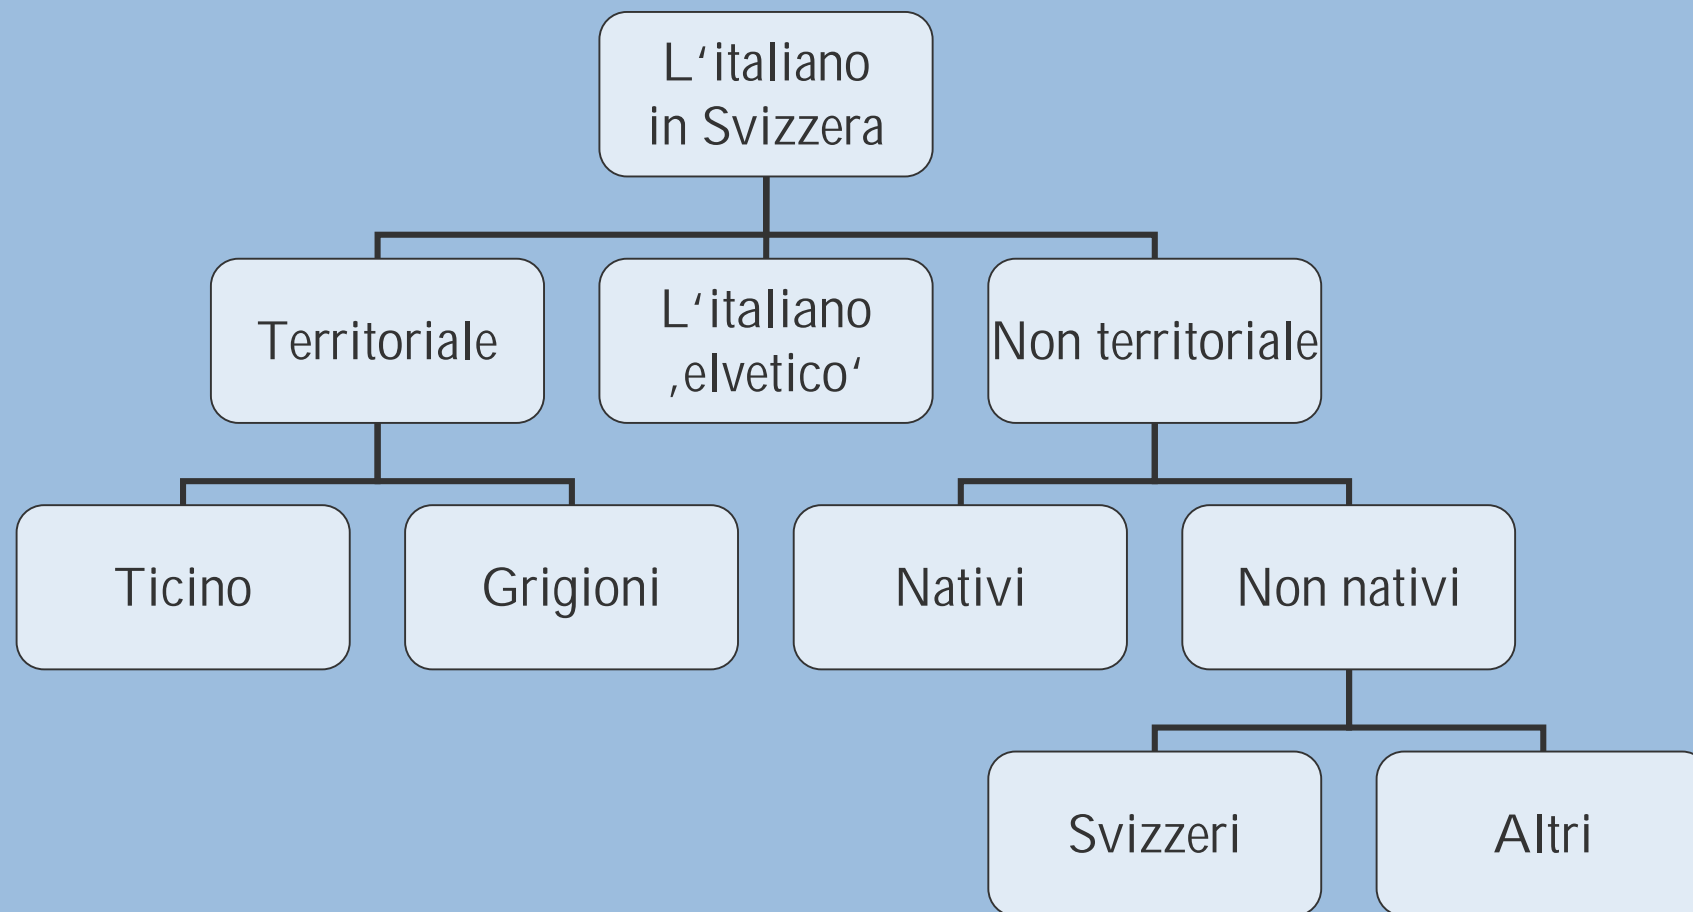 L‘italiano
in Svizzera
Territoriale
L‘italiano
‚elvetico‘
Non territoriale
Ticino
Grigioni
Nativi
Non nativi
Svizzeri
Altri